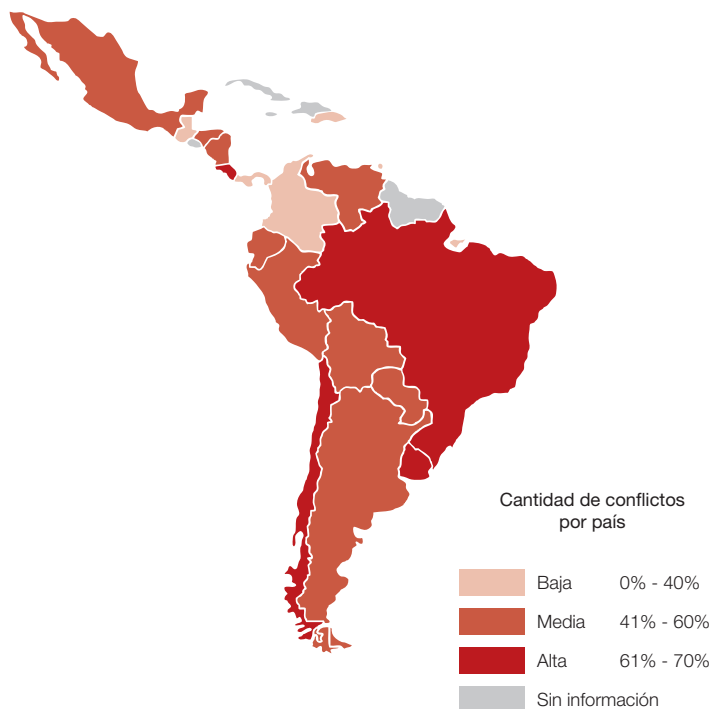 Cantidad de conflictos
por país
Baja 0% - 40%
Media 41% - 60%
Alta 61% - 70%
Sin información